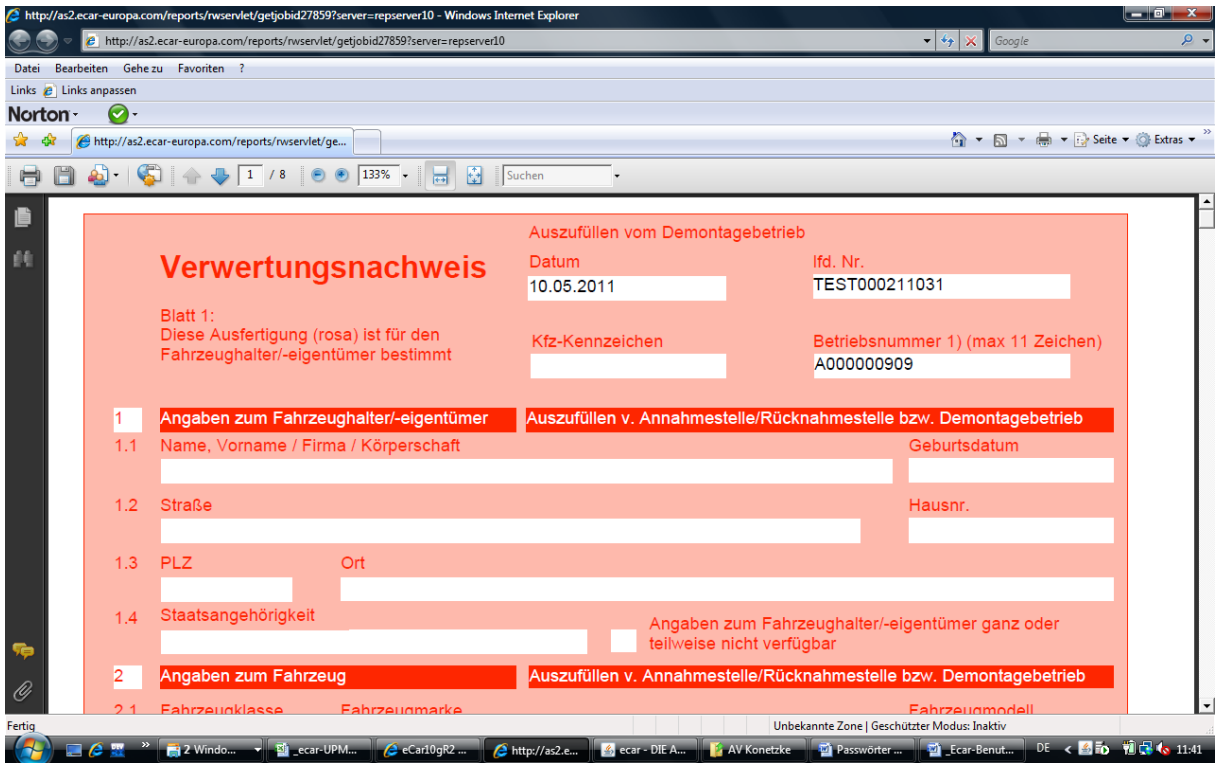 http://as2.ecar-europa.com/reports/rwservlet/getjobid27859?server=repserver10 - Windows Internet Explorer
http://as2.ecar-europa.com/reports/rwservlet/getjobid27859?server=repserver10
Google
Datei Bearbeiten Gehe zu Favoriten ?
Links Links anpassen
Norton
http://as2.ecar-europa.com/reports/rwservlet/ge...
Seite Extras
1 / 8 133% Suchen
Auszufüllen vom Demontagebetrieb
Verwertungsnachweis
Datum lfd. Nr.
10.05.2011 TEST000211031
Blatt 1:
Diese Ausfertigung (rosa) ist für den
Fahrzeughalter/-eigentümer bestimmt
Kfz-Kennzeichen Betriebsnummer 1) (max 11 Zeichen)
A000000909
1 Angaben zum Fahrzeughalter/-eigentümer Auszufüllen v. Annahmestelle/Rücknahmestelle bzw. Demontagebetrieb
1.1 Name, Vorname / Firma / Körperschaft Geburtsdatum
1.2 Straße Hausnr.
1.3 PLZ Ort
1.4 Staatsangehörigkeit
Angaben zum Fahrzeughalter/-eigentümer ganz oder
teilweise nicht verfügbar
2 Angaben zum Fahrzeug Auszufüllen v. Annahmestelle/Rücknahmestelle bzw. Demontagebetrieb
2.1 Fahrzeugklasse Fahrzeugmarke Fahrzeugmodell
Fertig Unbekannte Zone | Geschützter Modus: Inaktiv
2 Windo... _ecar-UPM... eCar10gR2 ... http://as2.e... ecar - DIE A... AV Konetzke Passwörter ... _Ecar-Benut... DE 11:41